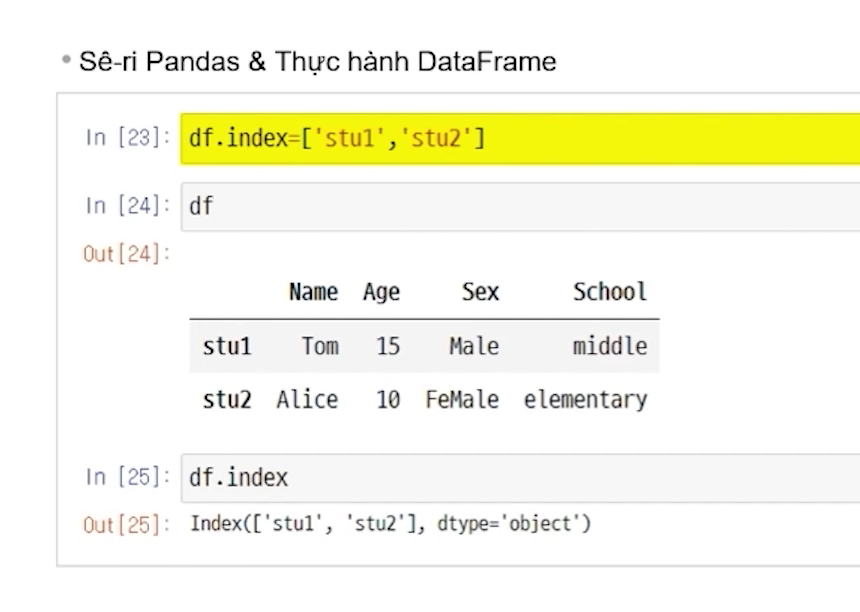 • Sê-ri Pandas & Thực hành DataFrame
In [23]: df.index=['stu1','stu2']
In [24]: df
Out[24]:
Name Age Sex School
stu1 Tom 15 Male middle
stu2 Alice 10 FeMale elementary
In [25]: df.index
Out[25]: Index(['stu1', 'stu2'], dtype='object')